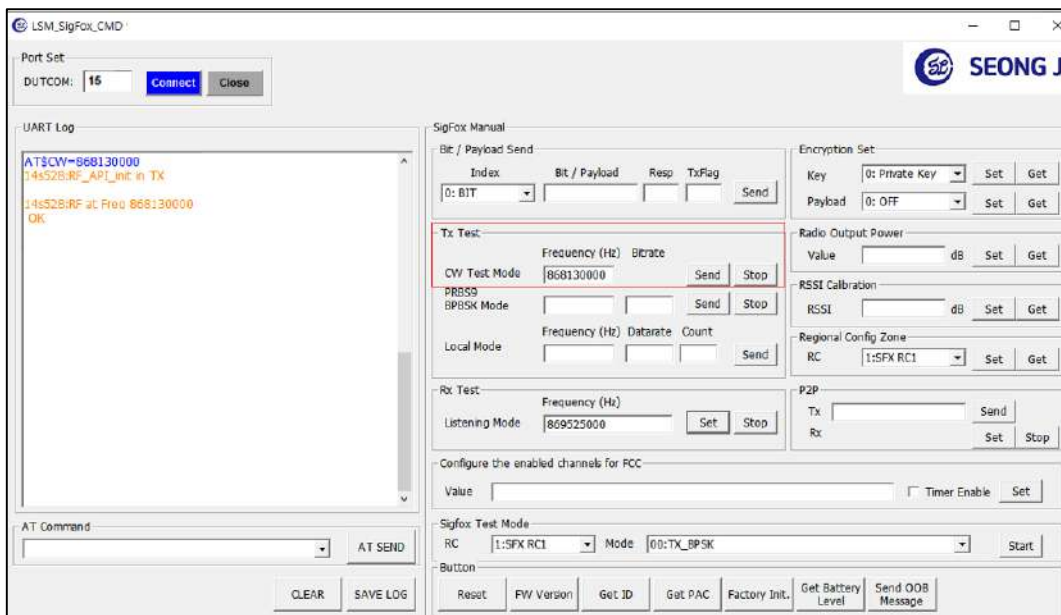 LSM_SigFox_CMD
Port Set
DUTCOM: 15 Connect Close
SEONG J
UART Log
AT$CW=868130000
14s528:RF_API_init in TX
14s528:RF at Freq 868130000
OK
AT Command
AT SEND
CLEAR SAVE LOG
SigFox Manual
Bit / Payload Send
Index Bit / Payload Resp TxFlag
0: BIT Send
Tx Test
Frequency (Hz) Bitrate
CW Test Mode 868130000 Send Stop
PRBS9
BPBSK Mode Send Stop
Frequency (Hz) Datarate Count
Local Mode Send
Rx Test
Frequency (Hz)
Listening Mode 869525000 Set Stop
Encryption Set
Key 0: Private Key Set Get
Payload 0: OFF Set Get
Radio Output Power
Value dB Set Get
RSSI Calbration
RSSI dB Set Get
Regional Config Zone
RC 1:SFX RC1 Set Get
P2P
Tx Send
Rx Set Stop
Configure the enabled channels for FCC
Value Timer Enable Set
Sigfox Test Mode
RC 1:SFX RC1 Mode 00:TX_BPSK Start
Button
Reset FW Version Get ID Get PAC Factory Init. Get Battery Level Send OOB Message